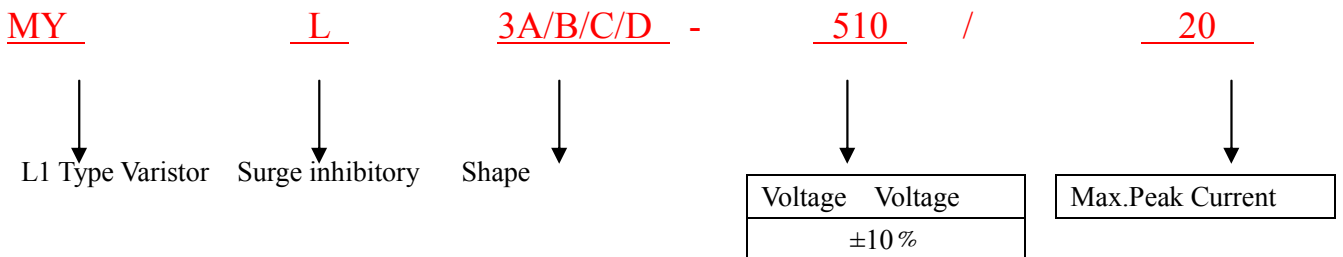 MY L 3A/B/C/D - 510 / 20
L1 Type Varistor Surge inhibitory Shape
Voltage Voltage Max.Peak Current
±10%